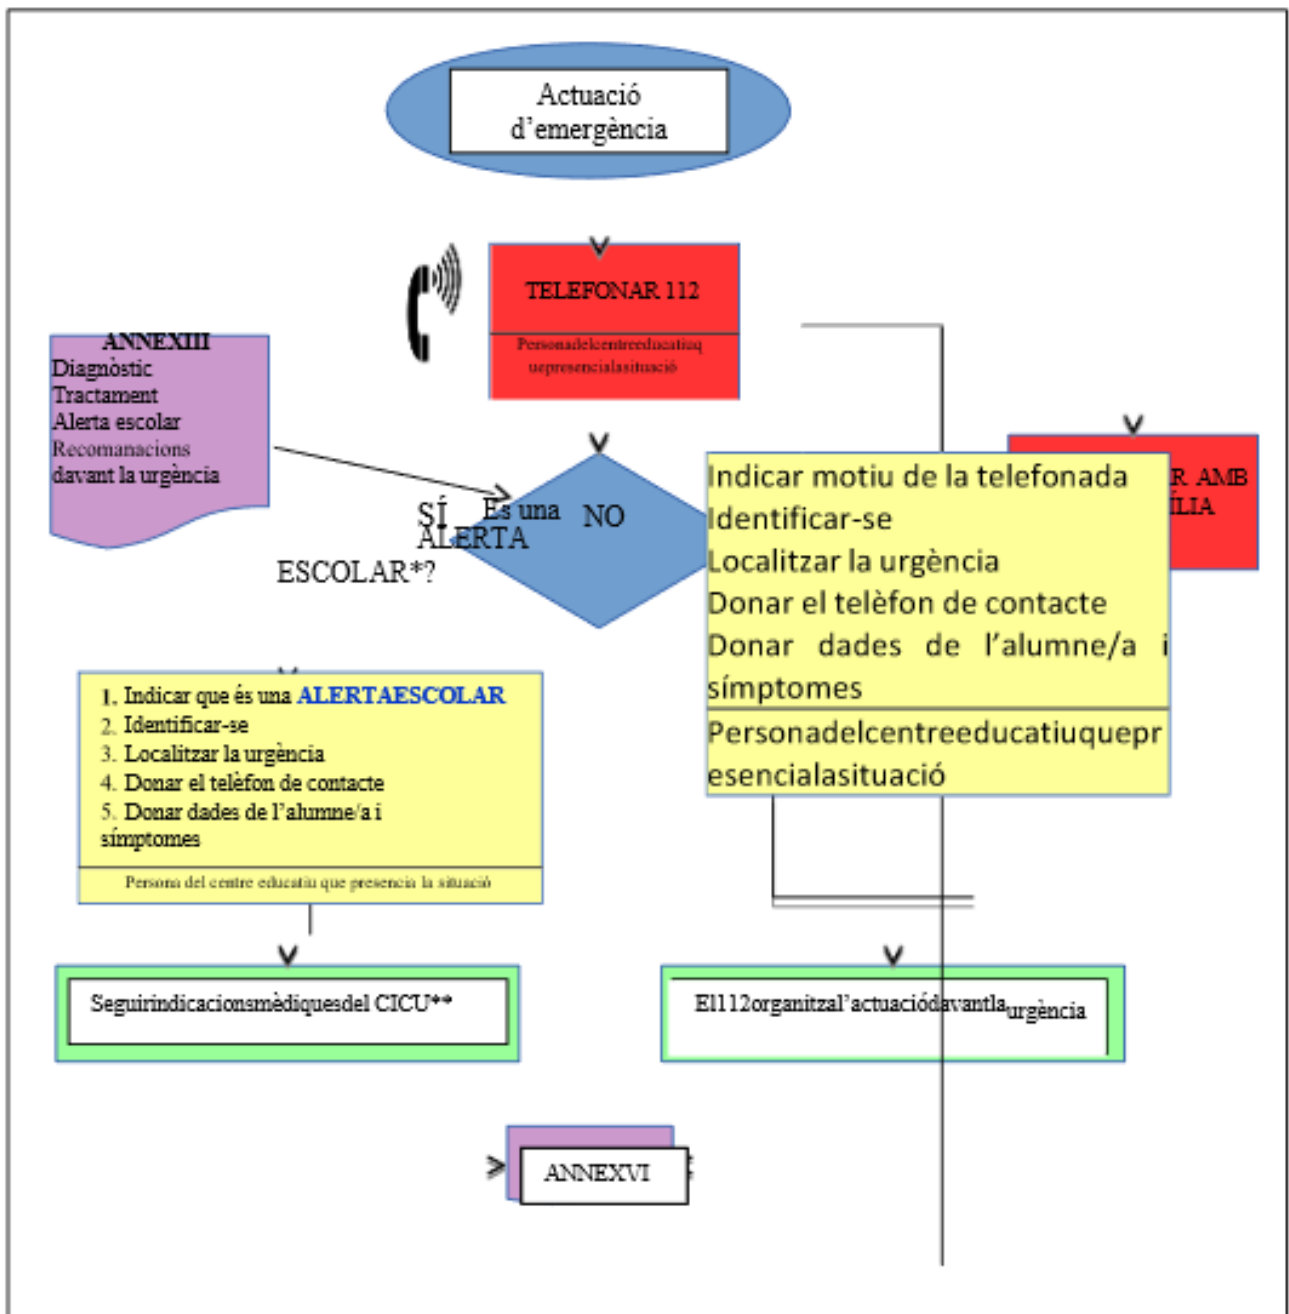 Actuació
d’emergència
TELEFONAR 112
Personadelcentreeducatiuq
uepresencialasituació
ANNEXIII
Diagnòstic
Tractament
Alerta escolar
Recomanacions
davant la urgència
SÍ És una NO
ALERTA
ESCOLAR*?
R AMB
ÍLIA
Indicar motiu de la telefonada
Identificar-se
Localitzar la urgència
Donar el telèfon de contacte
Donar dades de l’alumne/a i
símptomes
Personadelcentreeducatiuquepr
esencialasituació
1. Indicar que és una ALERTAESCOLAR
2. Identificar-se
3. Localitzar la urgència
4. Donar el telèfon de contacte
5. Donar dades de l’alumne/a i
símptomes
Persona del centre educatiu que presencia la situació
Seguirindicacionsmèdiquesdel CICU**
El112organitzal’actuaciódavantla urgència
ANNEXVI